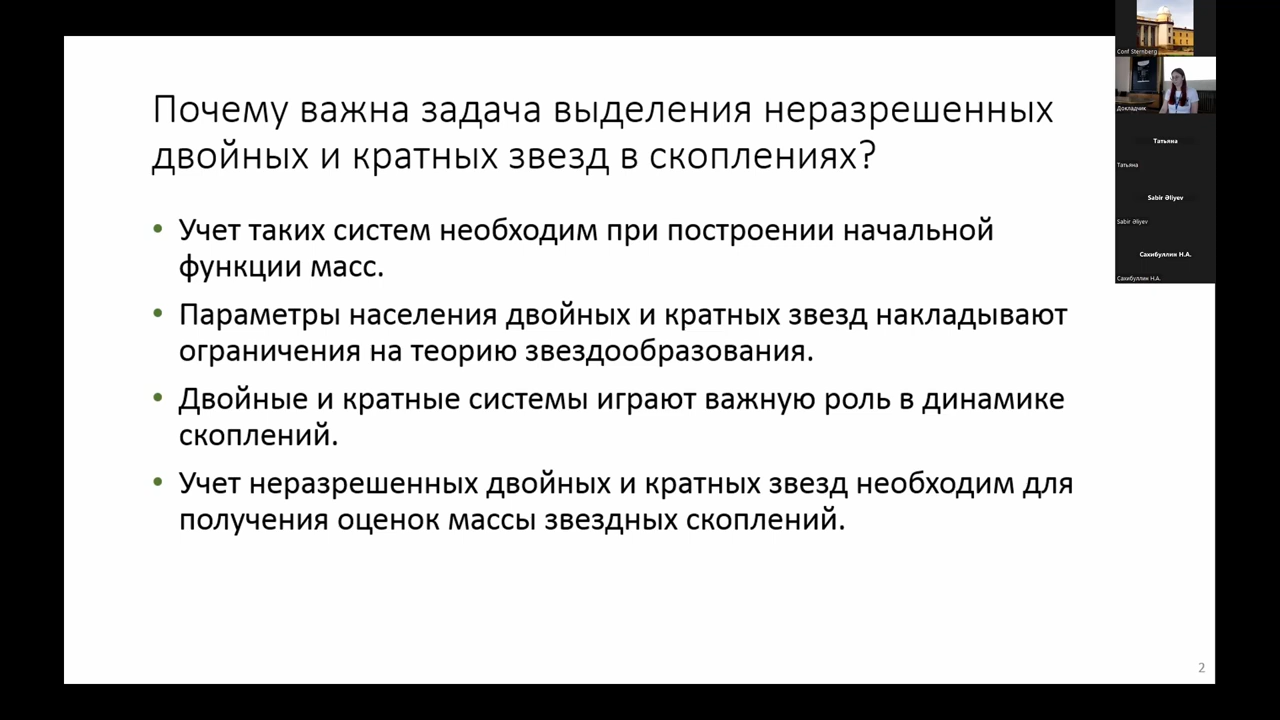 Почему важна задача выделения неразрешенных
двойных и кратных звезд в скоплениях?
• Учет таких систем необходим при построении начальной
функции масс.
• Параметры населения двойных и кратных звезд накладывают
ограничения на теорию звездообразования.
• Двойные и кратные системы играют важную роль в динамике
скоплений.
• Учет неразрешенных двойных и кратных звезд необходим для
получения оценок массы звездных скоплений.
2
Conf Sternberg
Докладчик
Татьяна
Татьяна
Sabir Əliyev
Sabir Əliyev
Сахибуллин Н.А.
Сахибуллин Н.А.